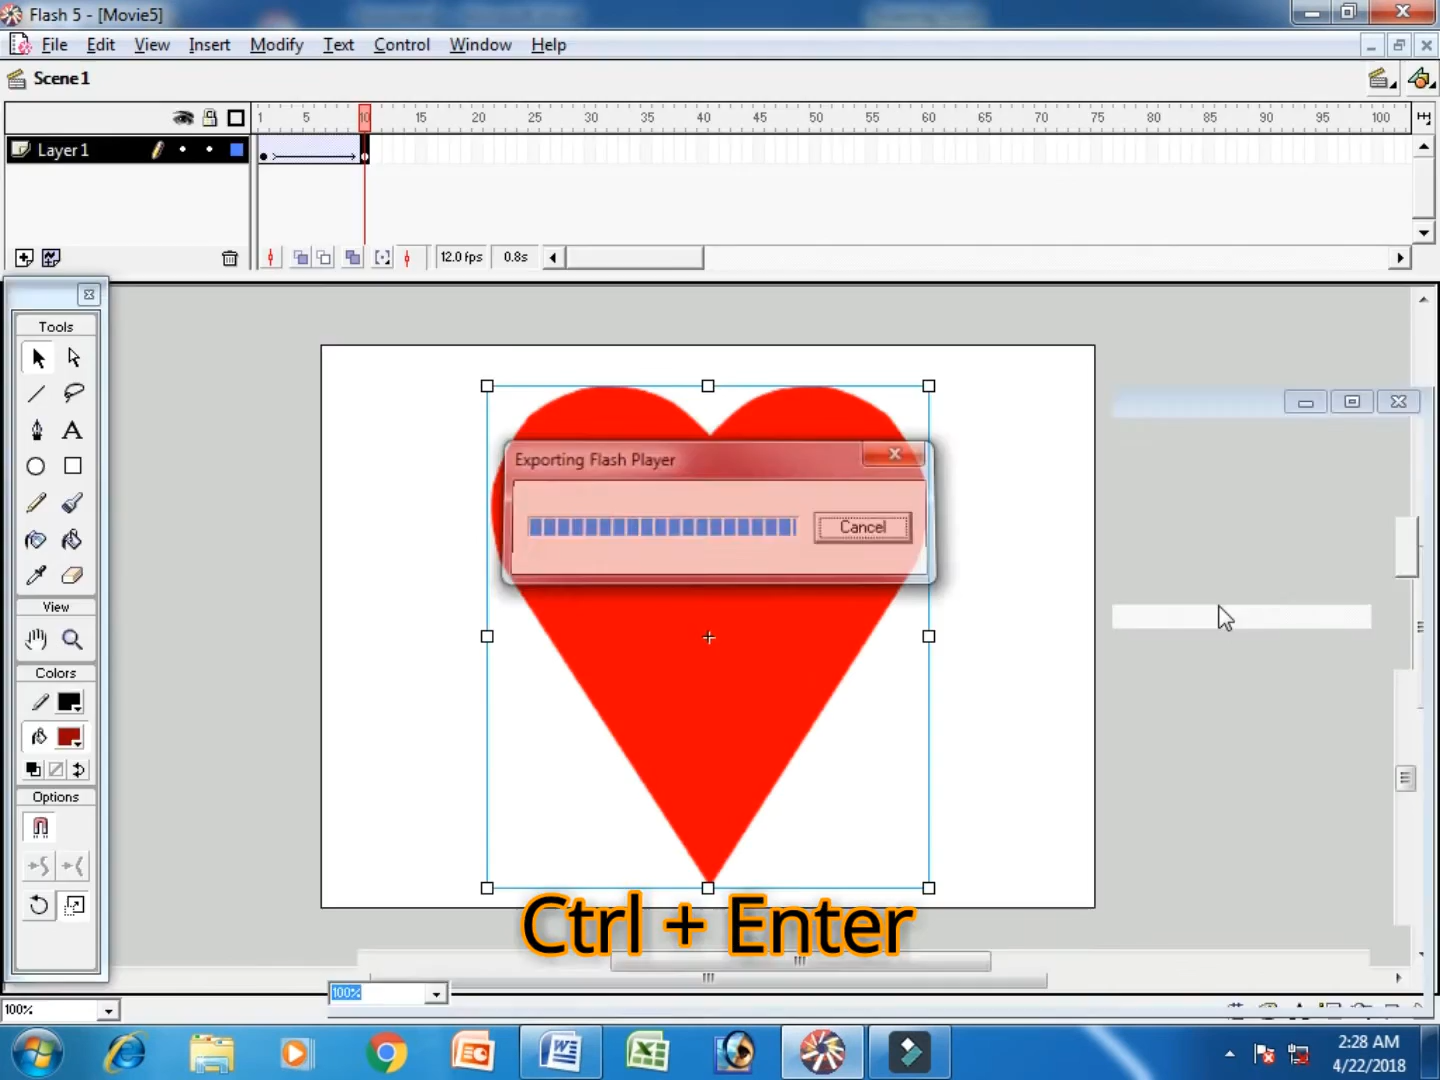 Flash 5 - [Movie5]
File Edit View Insert Modify Text Control Window Help
Scene1
1 5 10 15 20 25 30 35 40 45 50 55 60 65 70 75 80 85 90 95 100
Layer 1
12.0 fps 0.8s
Tools
Exporting Flash Player
Cancel
View
Colors
Options
Ctrl + Enter
100%
100%
2:28 AM
4/22/2018